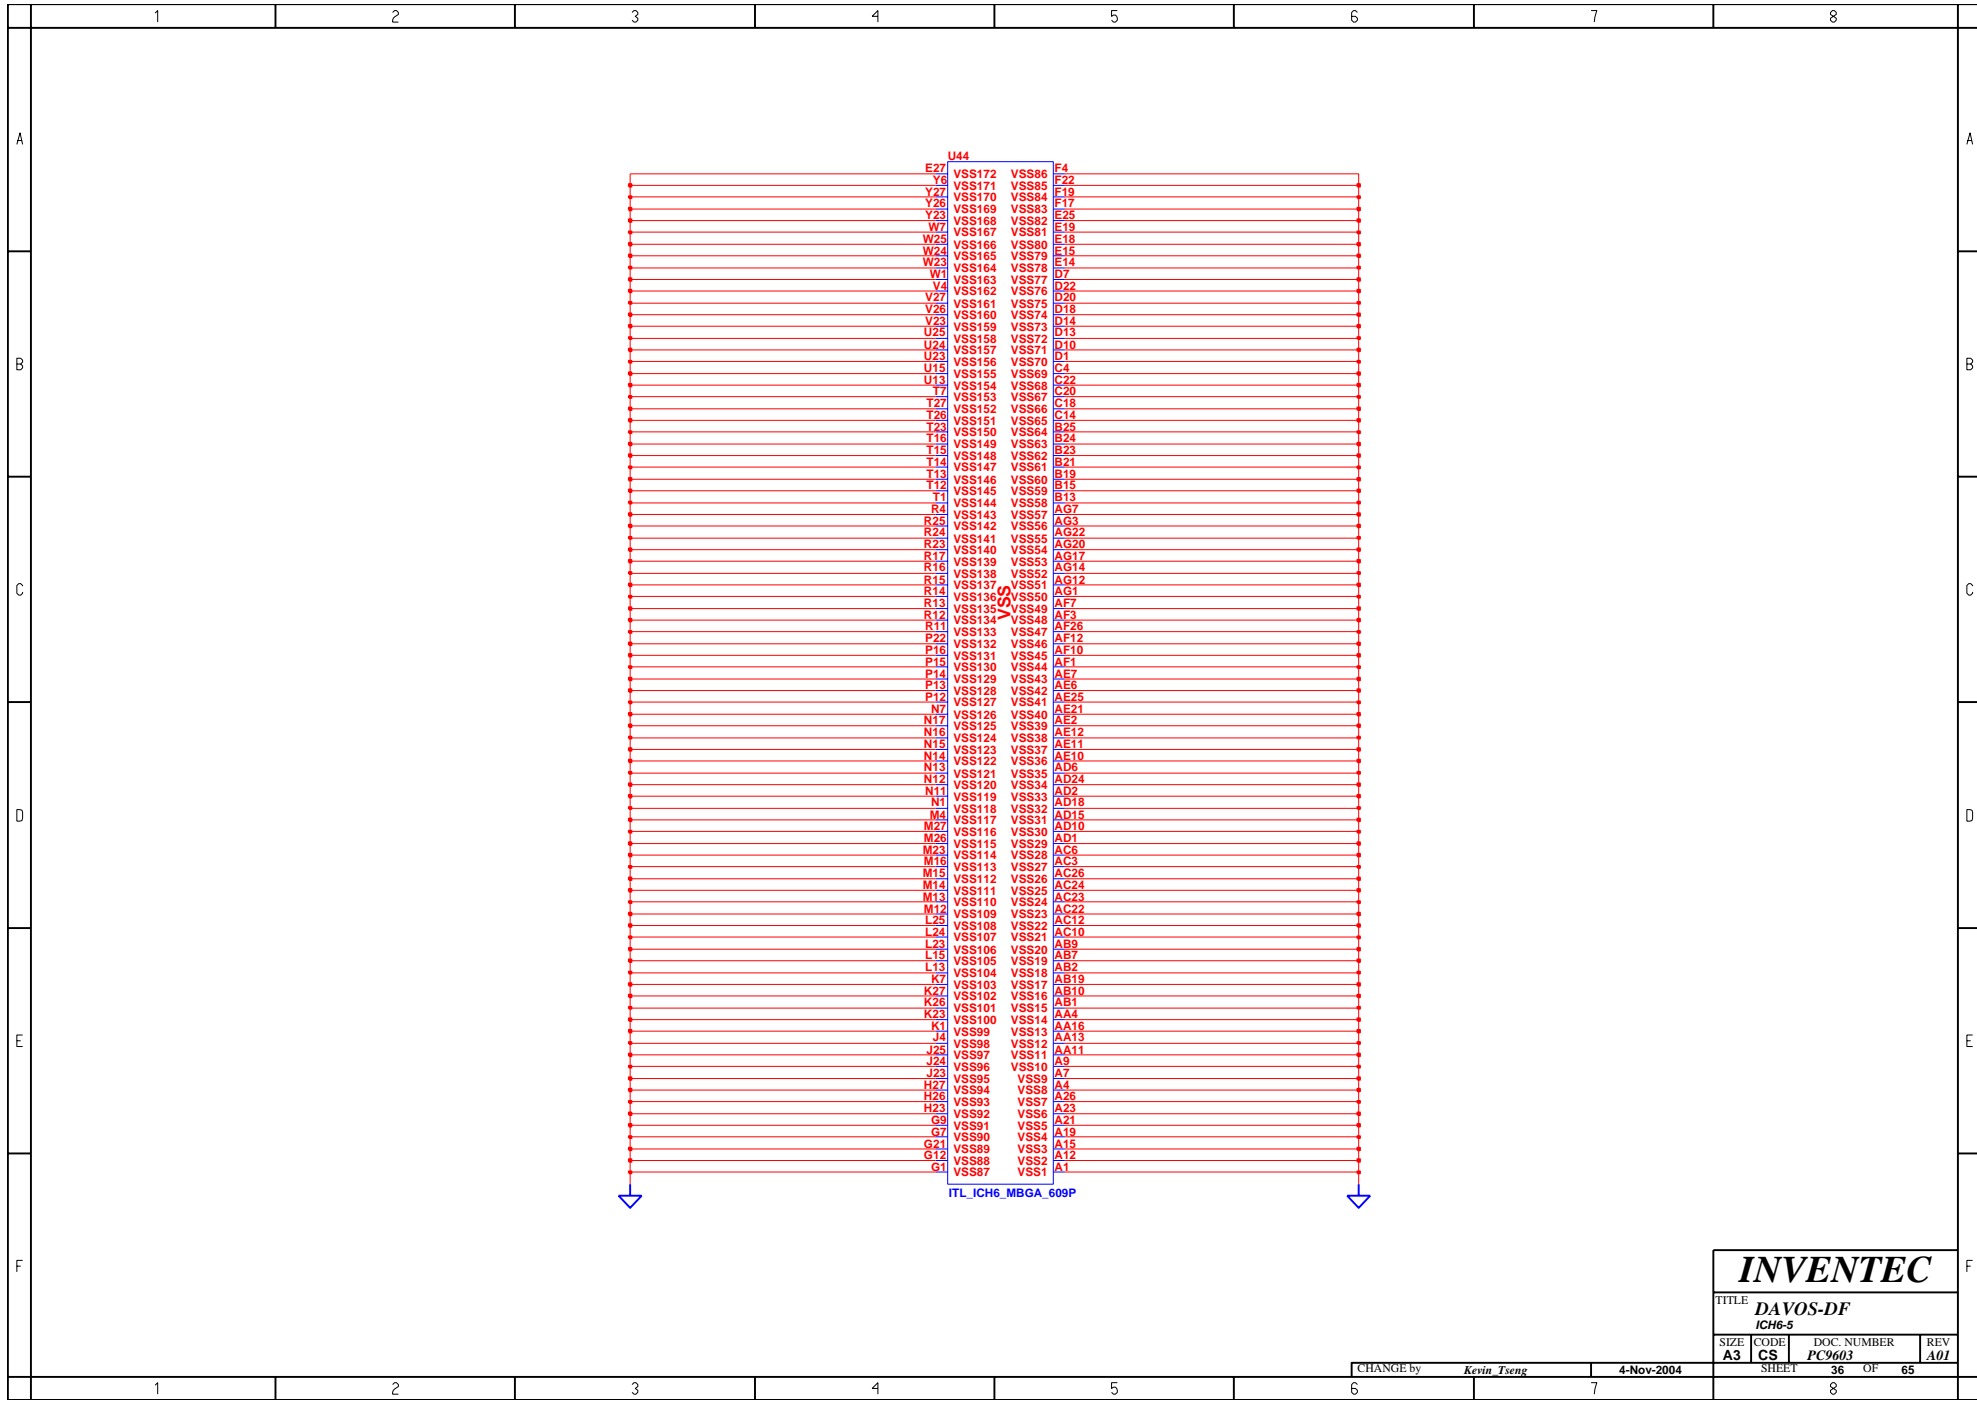 1 2 3 4 5 6 7 8
U44
E27 VSS172 VSS86 F4
Y6 VSS171 VSS85 F22
Y27 VSS170 VSS84 F19
Y26 VSS169 VSS83 F17
Y23 VSS168 VSS82 E25
W7 VSS167 VSS81 E19
W25 VSS166 VSS80 E18
W24 VSS165 VSS79 E15
W23 VSS164 VSS78 E14
W1 VSS163 VSS77 D7
V4 VSS162 VSS76 D22
V27 VSS161 VSS75 D20
V26 VSS160 VSS74 D18
V23 VSS159 VSS73 D14
U25 VSS158 VSS72 D13
U24 VSS157 VSS71 D10
U23 VSS156 VSS70 D1
U15 VSS155 VSS69 C4
U13 VSS154 VSS68 C22
T7 VSS153 VSS67 C20
T27 VSS152 VSS66 C18
T26 VSS151 VSS65 C14
T23 VSS150 VSS64 B25
T16 VSS149 VSS63 B24
T15 VSS148 VSS62 B23
T14 VSS147 VSS61 B21
T13 VSS146 VSS60 B19
T12 VSS145 VSS59 B15
T1 VSS144 VSS58 B13
R4 VSS143 VSS57 AG7
R25 VSS142 VSS56 AG3
R24 VSS141 VSS55 AG22
R23 VSS140 VSS54 AG20
R17 VSS139 VSS53 AG17
R16 VSS138 VSS52 AG14
R15 VSS137 VSS51 AG12
R14 VSS136 VSS50 AG1
R13 VSS135 VSS49 AF7
R12 VSS134 VSS48 AF3
R11 VSS133 VSS47 AF26
P22 VSS132 VSS46 AF12
P16 VSS131 VSS45 AF10
P15 VSS130 VSS44 AF1
P14 VSS129 VSS43 AE7
P13 VSS128 VSS42 AE6
P12 VSS127 VSS41 AE25
N7 VSS126 VSS40 AE21
N17 VSS125 VSS39 AE2
N16 VSS124 VSS38 AE12
N15 VSS123 VSS37 AE11
N14 VSS122 VSS36 AE10
N13 VSS121 VSS35 AD6
N12 VSS120 VSS34 AD24
N11 VSS119 VSS33 AD2
N1 VSS118 VSS32 AD18
M4 VSS117 VSS31 AD15
M27 VSS116 VSS30 AD10
M26 VSS115 VSS29 AD1
M23 VSS114 VSS28 AC6
M16 VSS113 VSS27 AC3
M15 VSS112 VSS26 AC26
M14 VSS111 VSS25 AC24
M13 VSS110 VSS24 AC23
M12 VSS109 VSS23 AC22
L25 VSS108 VSS22 AC12
L24 VSS107 VSS21 AC10
L23 VSS106 VSS20 AB9
L15 VSS105 VSS19 AB7
L13 VSS104 VSS18 AB2
K7 VSS103 VSS17 AB19
K27 VSS102 VSS16 AB10
K26 VSS101 VSS15 AB1
K23 VSS100 VSS14 AA4
K1 VSS99 VSS13 AA16
J4 VSS98 VSS12 AA13
J25 VSS97 VSS11 AA11
J24 VSS96 VSS10 A9
J23 VSS95 VSS9 A7
H27 VSS94 VSS8 A4
H26 VSS93 VSS7 A26
H23 VSS92 VSS6 A23
G9 VSS91 VSS5 A21
G7 VSS90 VSS4 A19
G21 VSS89 VSS3 A15
G12 VSS88 VSS2 A12
G1 VSS87 VSS1 A1
VSS
ITL_ICH6_MBGA_609P
A A
B B
C C
D D
E E
F F
INVENTEC
TITLE DAVOS-DF
ICH6-5
SIZE CODE DOC. NUMBER REV
A3 CS PC9603 A01
CHANGE by Kevin_Tseng 4-Nov-2004 SHEET 36 OF 65
1 2 3 4 5 6 7 8